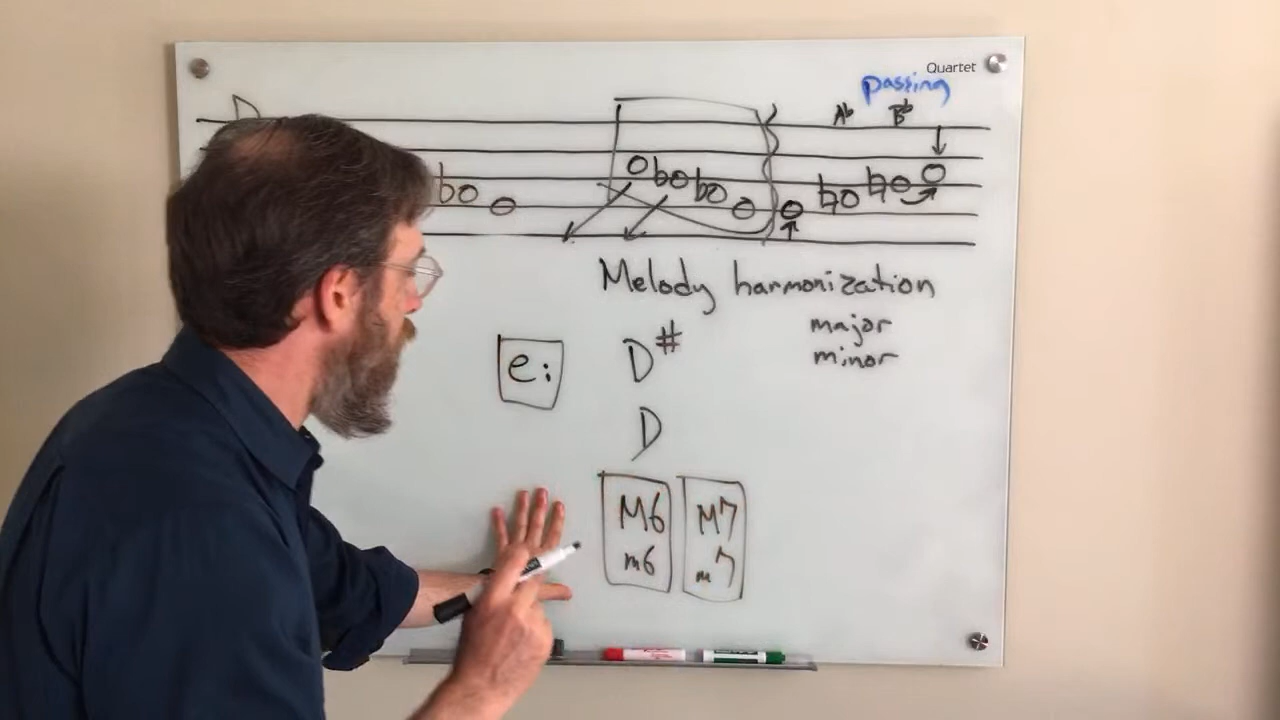 Quartet
passing
D
Ab Bb
Melody harmonization
major
minor
e: D#
D
M6 M7
m6 m7